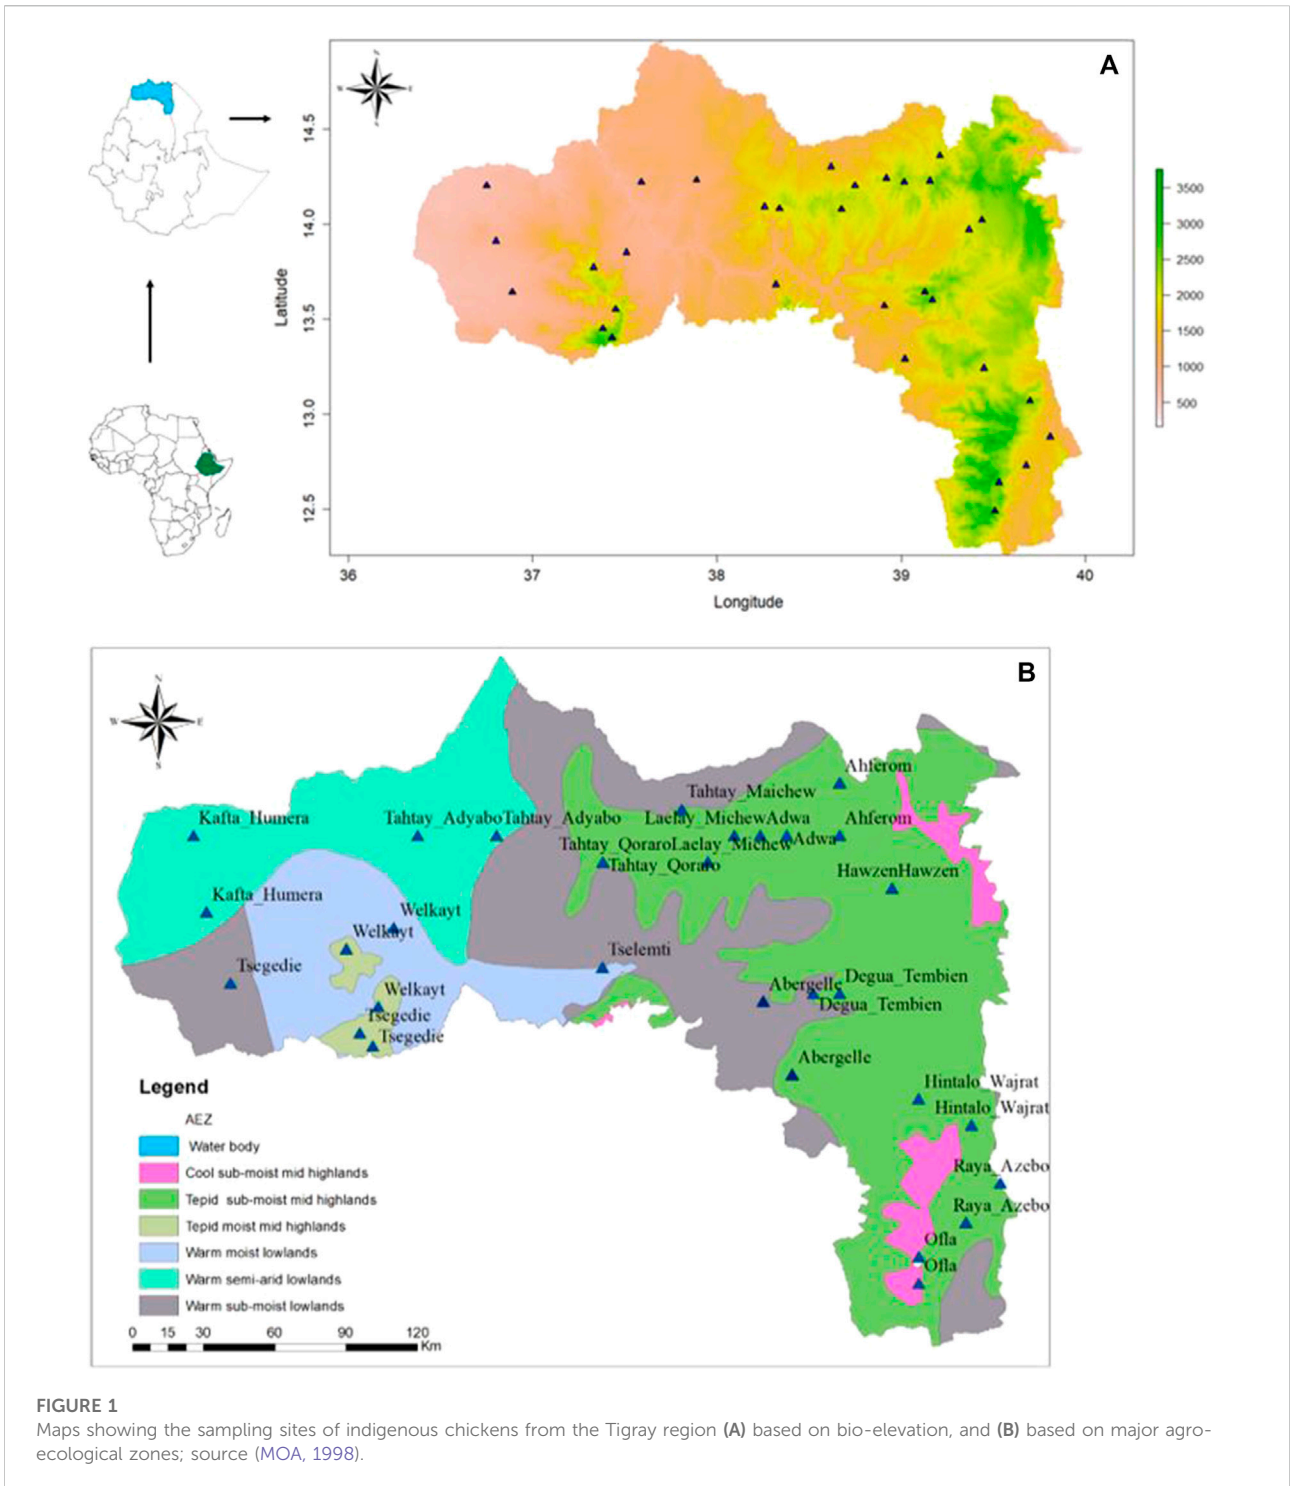 A
N
W
E
S
14.5
14.0
13.5
13.0
12.5
Latitude
3500
3000
2500
2000
1500
1000
500
36
37
38
39
40
Longitude
B
N
W
E
S
Ahferom
Tahtay_Maichew
Kafta_Humera
Tahtay_Adyabo
Tahtay_Adyabo
Laelay_Michew
Adwa
Ahferom
Tahtay_Qoraro
Laelay_Michew
Adwa
Tahtay_Qoraro
Hawzen
Hawzen
Kafta_Humera
Welkayt
Welkayt
Tselemti
Tsegedie
Abergelle
Degua_Tembien
Welkayt
Degua_Tembien
Tsegedie
Tsegedie
Abergelle
Hintalo_Wajrat
Hintalo_Wajrat
Raya_Azebo
Raya_Azebo
Ofla
Ofla
Legend
AEZ
Water body
Cool sub-moist mid highlands
Tepid sub-moist mid highlands
Tepid moist mid highlands
Warm moist lowlands
Warm semi-arid lowlands
Warm sub-moist lowlands
0 15 30 60 90 120
Km
FIGURE 1
Maps showing the sampling sites of indigenous chickens from the Tigray region (A) based on bio-elevation, and (B) based on major agro-
ecological zones; source (MOA, 1998).